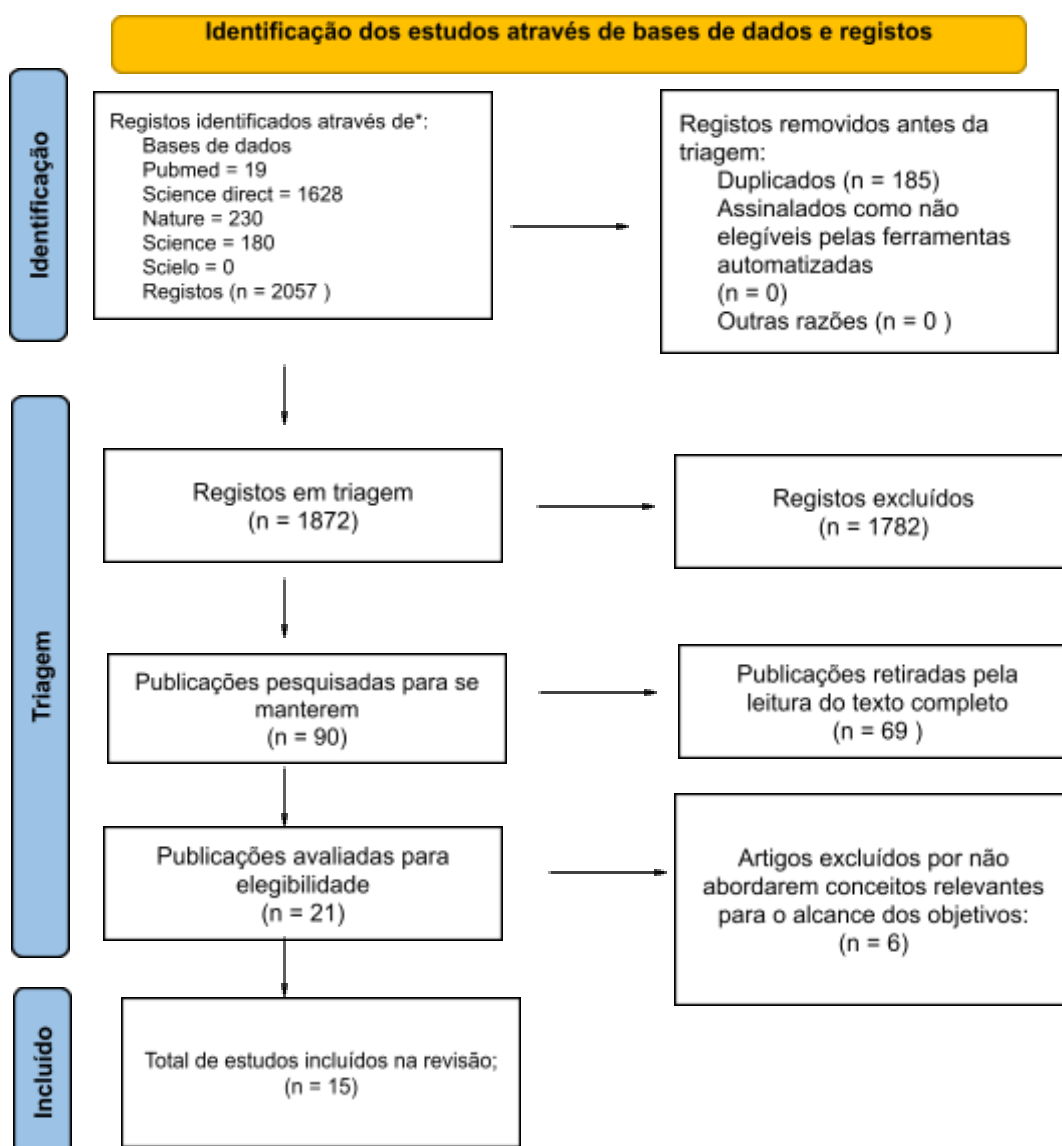 Identificação dos estudos através de bases de dados e registos
Identificação
Registos identificados através de*:
Bases de dados
Pubmed = 19
Science direct = 1628
Nature = 230
Science = 180
Scielo = 0
Registos (n = 2057 )
Registos removidos antes da
triagem:
Duplicados (n = 185)
Assinalados como não
elegíveis pelas ferramentas
automatizadas
(n = 0)
Outras razões (n = 0 )
Triagem
Registos em triagem
(n = 1872)
Registos excluídos
(n = 1782)
Publicações pesquisadas para se
manterem
(n = 90)
Publicações retiradas pela
leitura do texto completo
(n = 69 )
Publicações avaliadas para
elegibilidade
(n = 21)
Artigos excluídos por não
abordarem conceitos relevantes
para o alcance dos objetivos:
(n = 6)
Incluído
Total de estudos incluídos na revisão;
(n = 15)